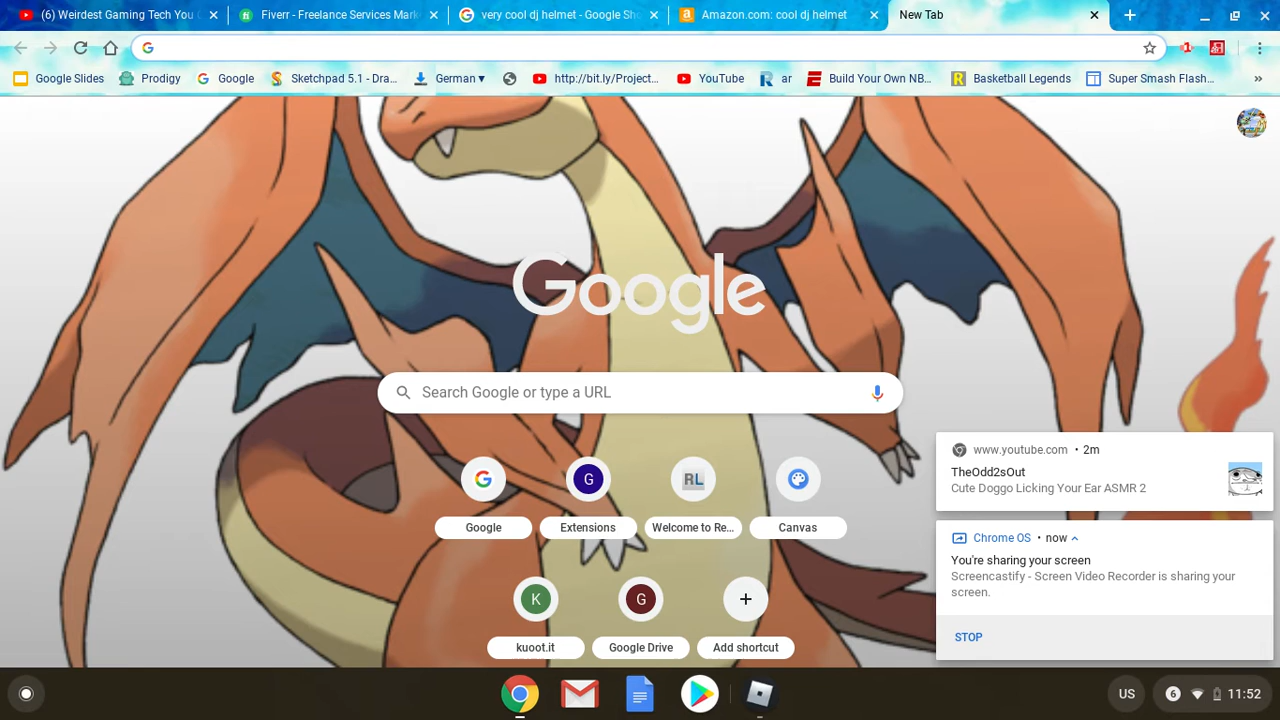 (6) Weirdest Gaming Tech You C
Fiverr - Freelance Services Mark
very cool dj helmet - Google Sho
Amazon.com: cool dj helmet
New Tab
Google Slides
Prodigy
Google
Sketchpad 5.1 - Dra...
German ▾
http://bit.ly/Project...
YouTube
ar
Build Your Own NB...
Basketball Legends
Super Smash Flash...
»
Google
Search Google or type a URL
Google
Extensions
Welcome to Re...
Canvas
kuoot.it
Google Drive
Add shortcut
www.youtube.com • 2m
TheOdd2sOut
Cute Doggo Licking Your Ear ASMR 2
Chrome OS • now
You're sharing your screen
Screencastify - Screen Video Recorder is sharing your
screen.
STOP
US
6
11:52